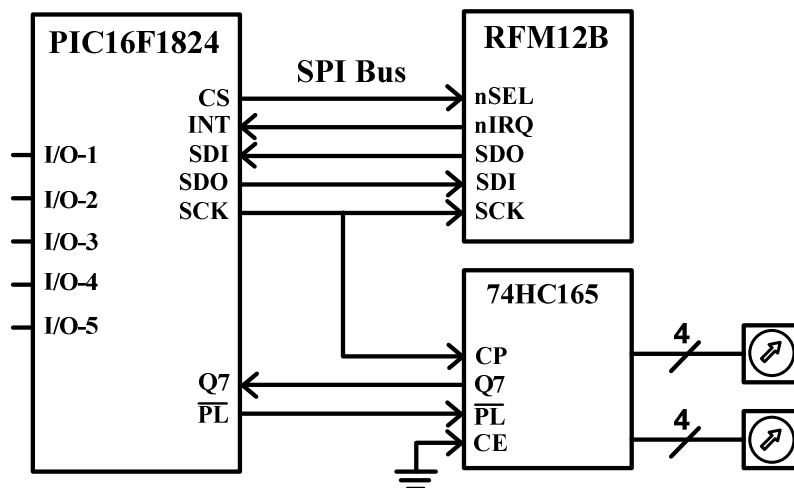 PIC16F1824
CS
INT
SDI
SDO
SCK
I/O-1
I/O-2
I/O-3
I/O-4
I/O-5
Q7
PL
SPI Bus
RFM12B
nSEL
nIRQ
SDO
SDI
SCK
74HC165
CP
Q7
PL
CE
4
4